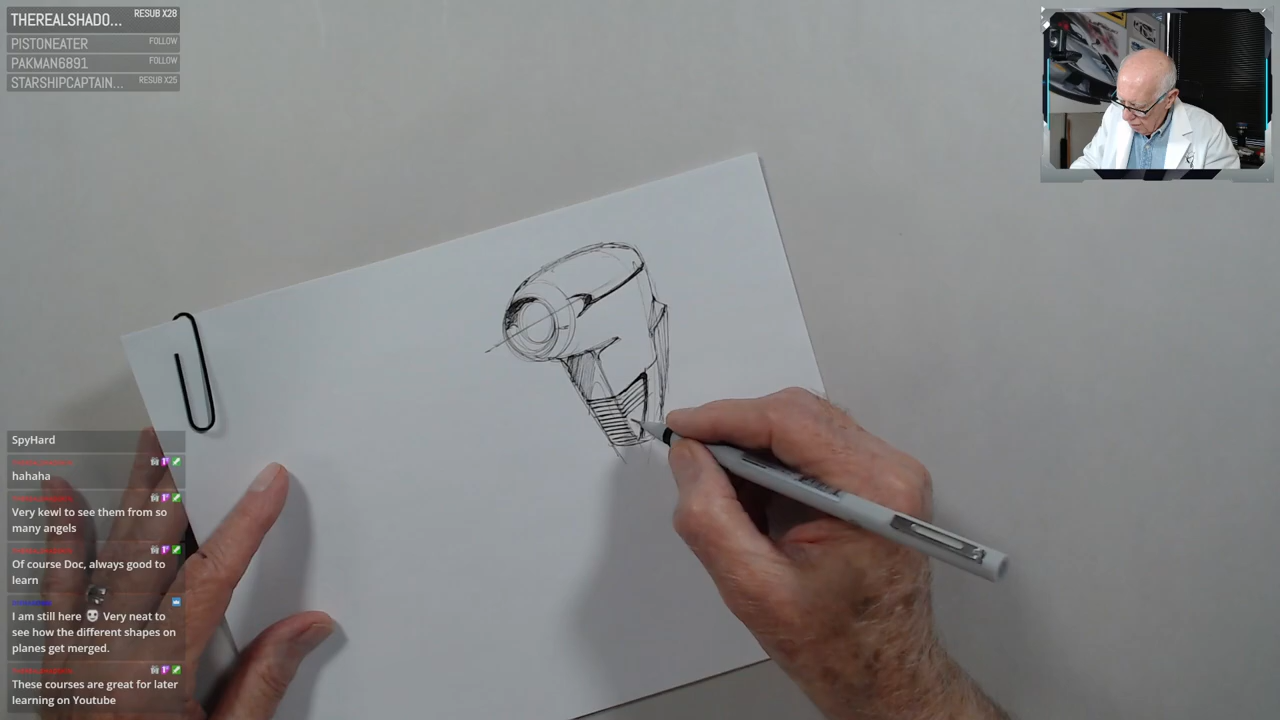 THEREALSHADO... RESUB X28
PISTONEATER FOLLOW
PAKMAN6891 FOLLOW
STARSHIPCAPTAIN... RESUB X25
SpyHard
hahaha
Very kewl to see them from so
many angels
Of course Doc, always good to
learn
I am still here Very neat to
see how the different shapes on
planes get merged.
These courses are great for later
learning on Youtube